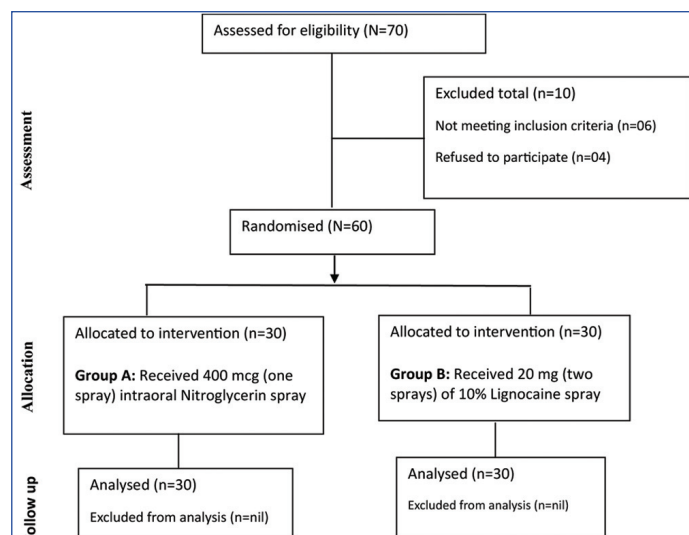 Assessed for eligibility (N=70)
Assessment
Excluded total (n=10)
Not meeting inclusion criteria (n=06)
Refused to participate (n=04)
Randomised (N=60)
Allocation
Allocated to intervention (n=30)
Group A: Received 400 mcg (one
spray) intraoral Nitroglycerin spray
Allocated to intervention (n=30)
Group B: Received 20 mg (two
sprays) of 10% Lignocaine spray
ollow up
Analysed (n=30)
Excluded from analysis (n=nil)
Analysed (n=30)
Excluded from analysis (n=nil)